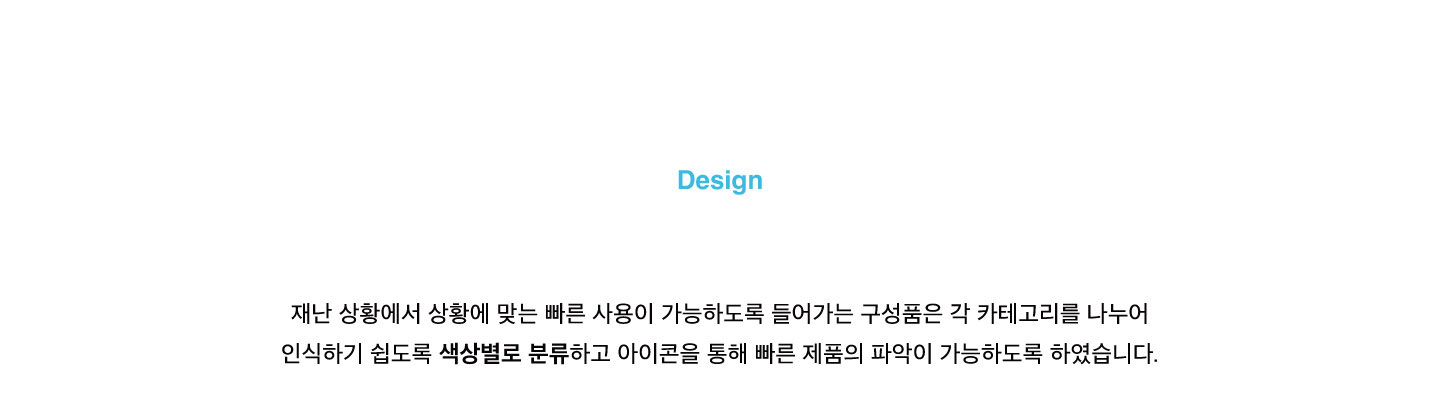 Design
재난 상황에서 상황에 맞는 빠른 사용이 가능하도록 들어가는 구성품은 각 카테고리를 나누어
인식하기 쉽도록 색상별로 분류하고 아이콘을 통해 빠른 제품의 파악이 가능하도록 하였습니다.